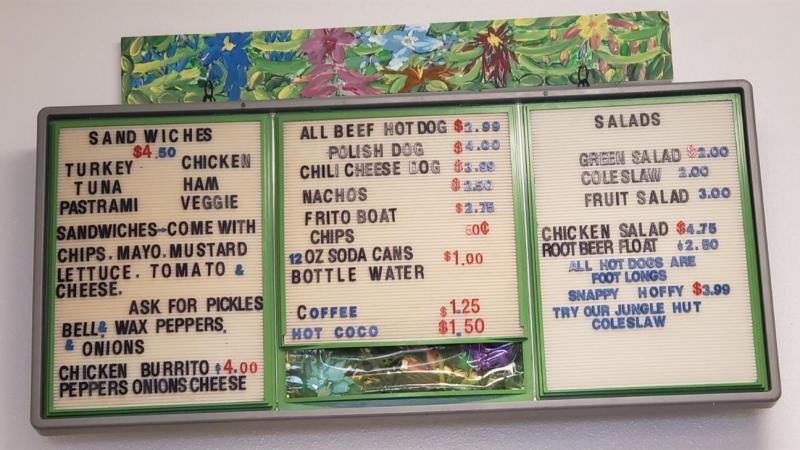 SANDWICHES
$4.50
TURKEY CHICKEN
TUNA HAM
PASTRAMI VEGGIE
SANDWICHES-COME WITH
CHIPS. MAYO. MUSTARD
LETTUCE. TOMATO &
CHEESE.
ASK FOR PICKLES
BELL& WAX PEPPERS,
& ONIONS
CHICKEN BURRITO $4.00
PEPPERS ONIONS CHEESE
ALL BEEF HOT DOG $2.99
POLISH DOG $4.00
CHILI CHEESE DOG $3.99
NACHOS $2.50
FRITO BOAT $2.75
CHIPS 50¢
12 OZ SODA CANS $1.00
BOTTLE WATER
COFFEE $1.25
HOT COCO $1.50
SALADS
GREEN SALAD $2.00
COLE SLAW 2.00
FRUIT SALAD 3.00
CHICKEN SALAD $4.75
ROOT BEER FLOAT $2.50
ALL HOT DOGS ARE
FOOT LONGS
SNAPPY HOFFY $3.99
TRY OUR JUNGLE HUT
COLESLAW